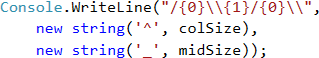 Console.WriteLine("/{0}\\{1}/{0}\\",
new string('^', colSize),
new string('_', midSize));